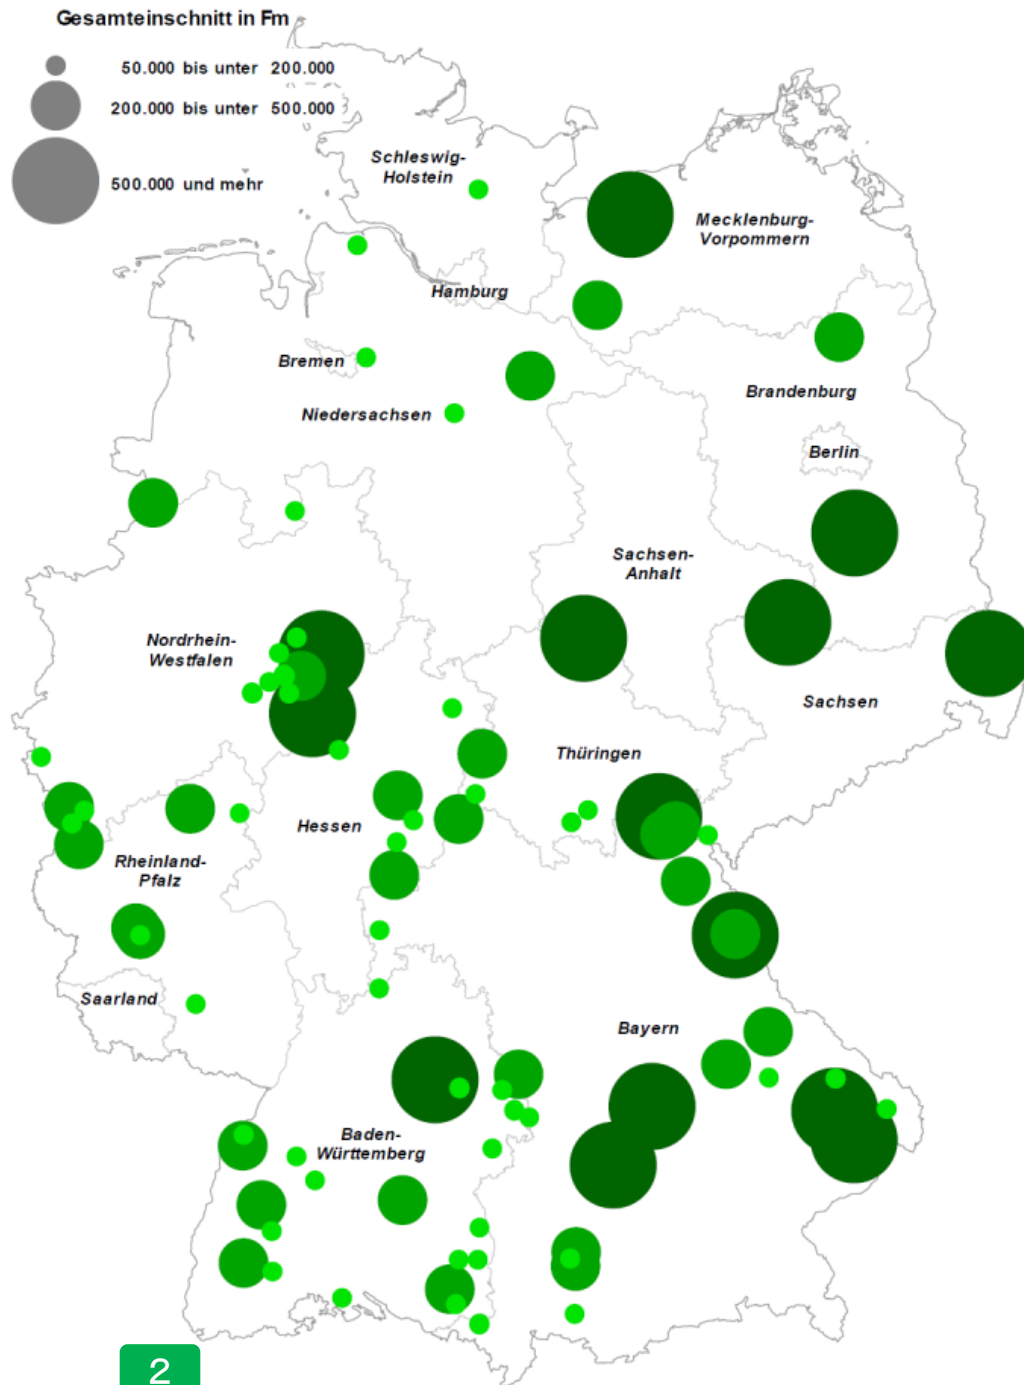 Gesamteinschnitt in Fm
50.000 bis unter 200.000
200.000 bis unter 500.000
500.000 und mehr
Schleswig-
Holstein
Mecklenburg-
Vorpommern
Hamburg
Bremen
Niedersachsen
Brandenburg
Berlin
Sachsen-
Anhalt
Nordrhein-
Westfalen
Sachsen
Thüringen
Hessen
Rheinland-
Pfalz
Saarland
Bayern
Baden-
Württemberg
2